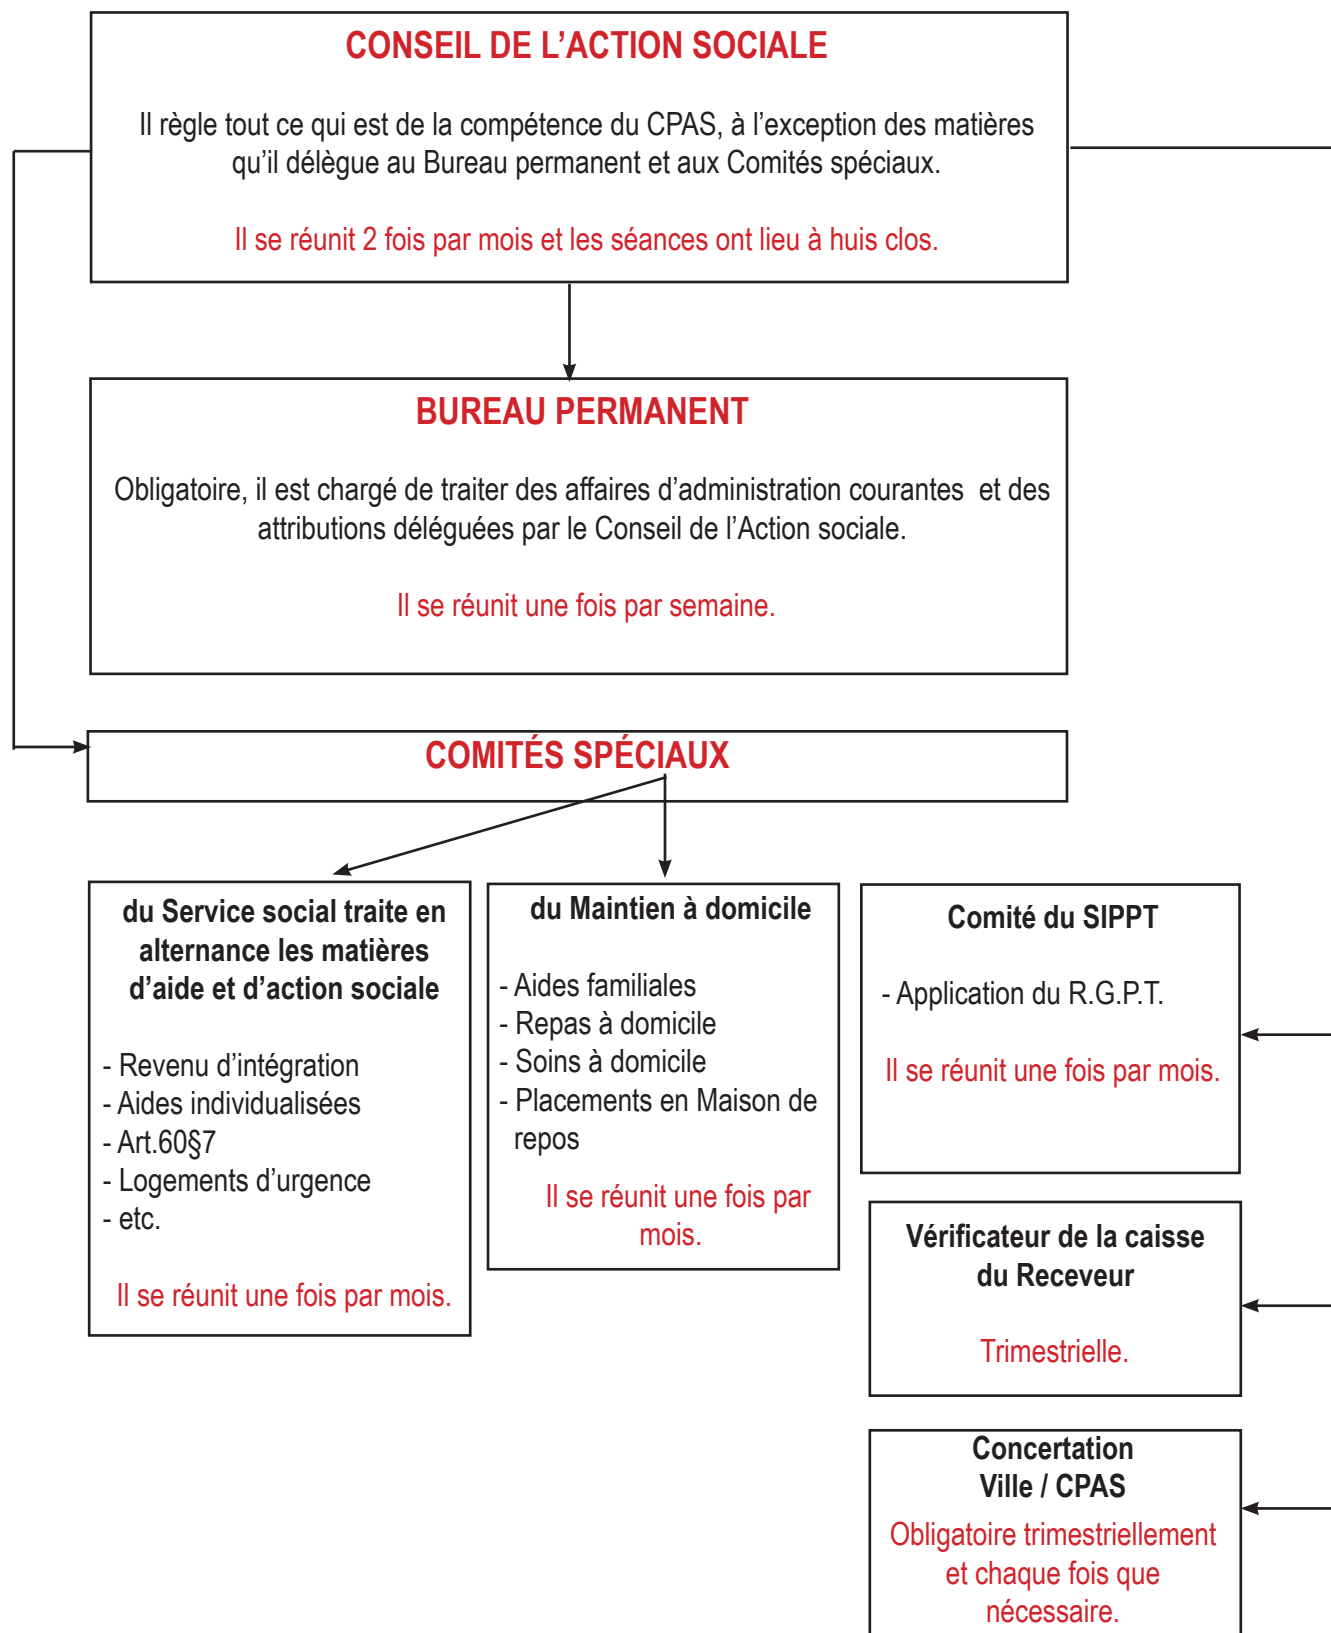 CONSEIL DE L’ACTION SOCIALE
Il règle tout ce qui est de la compétence du CPAS, à l’exception des matières
qu’il délègue au Bureau permanent et aux Comités spéciaux.
Il se réunit 2 fois par mois et les séances ont lieu à huis clos.
BUREAU PERMANENT
Obligatoire, il est chargé de traiter des affaires d’administration courantes et des
attributions déléguées par le Conseil de l’Action sociale.
Il se réunit une fois par semaine.
COMITÉS SPÉCIAUX
du Service social traite en
alternance les matières
d’aide et d’action sociale
- Revenu d’intégration
- Aides individualisées
- Art.60§7
- Logements d’urgence
- etc.
Il se réunit une fois par mois.
du Maintien à domicile
- Aides familiales
- Repas à domicile
- Soins à domicile
- Placements en Maison de
repos
Il se réunit une fois par
mois.
Comité du SIPPT
- Application du R.G.P.T.
Il se réunit une fois par mois.
Vérificateur de la caisse
du Receveur
Trimestrielle.
Concertation
Ville / CPAS
Obligatoire trimestriellement
et chaque fois que
nécessaire.